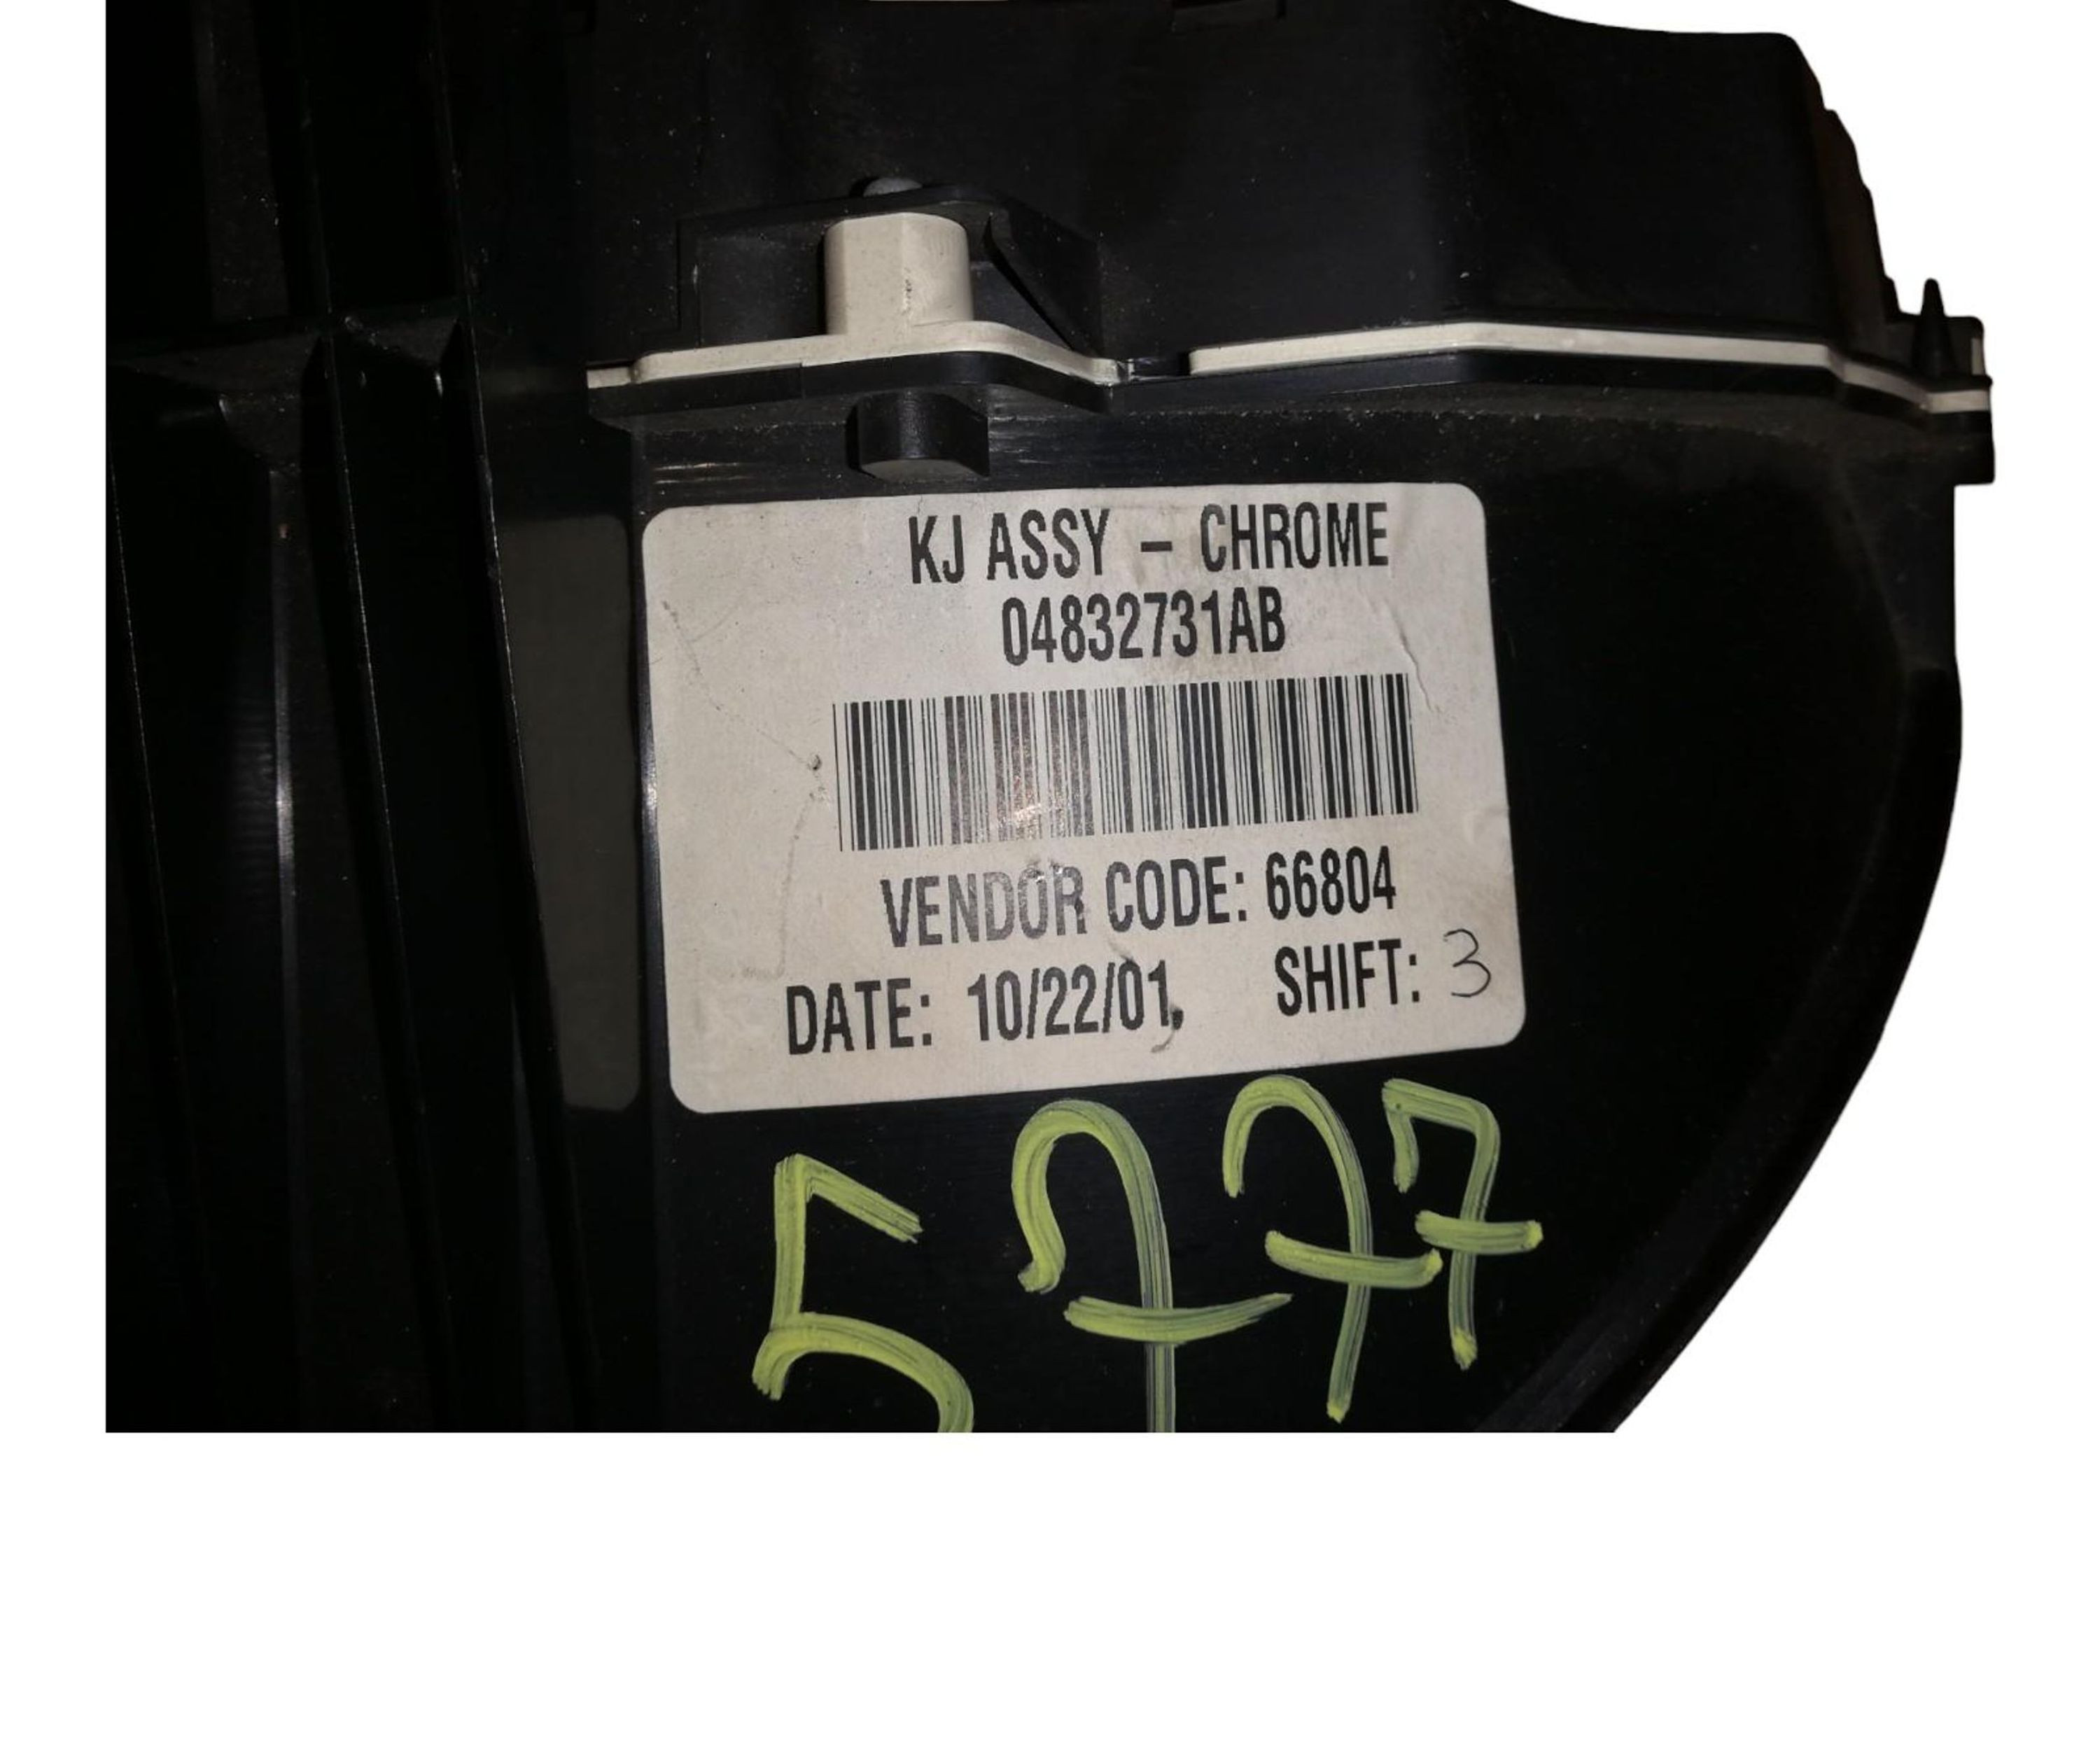 KJ ASSY - CHROME
04832731AB
VENDOR CODE: 66804
DATE: 10/22/01 SHIFT: 3
5777